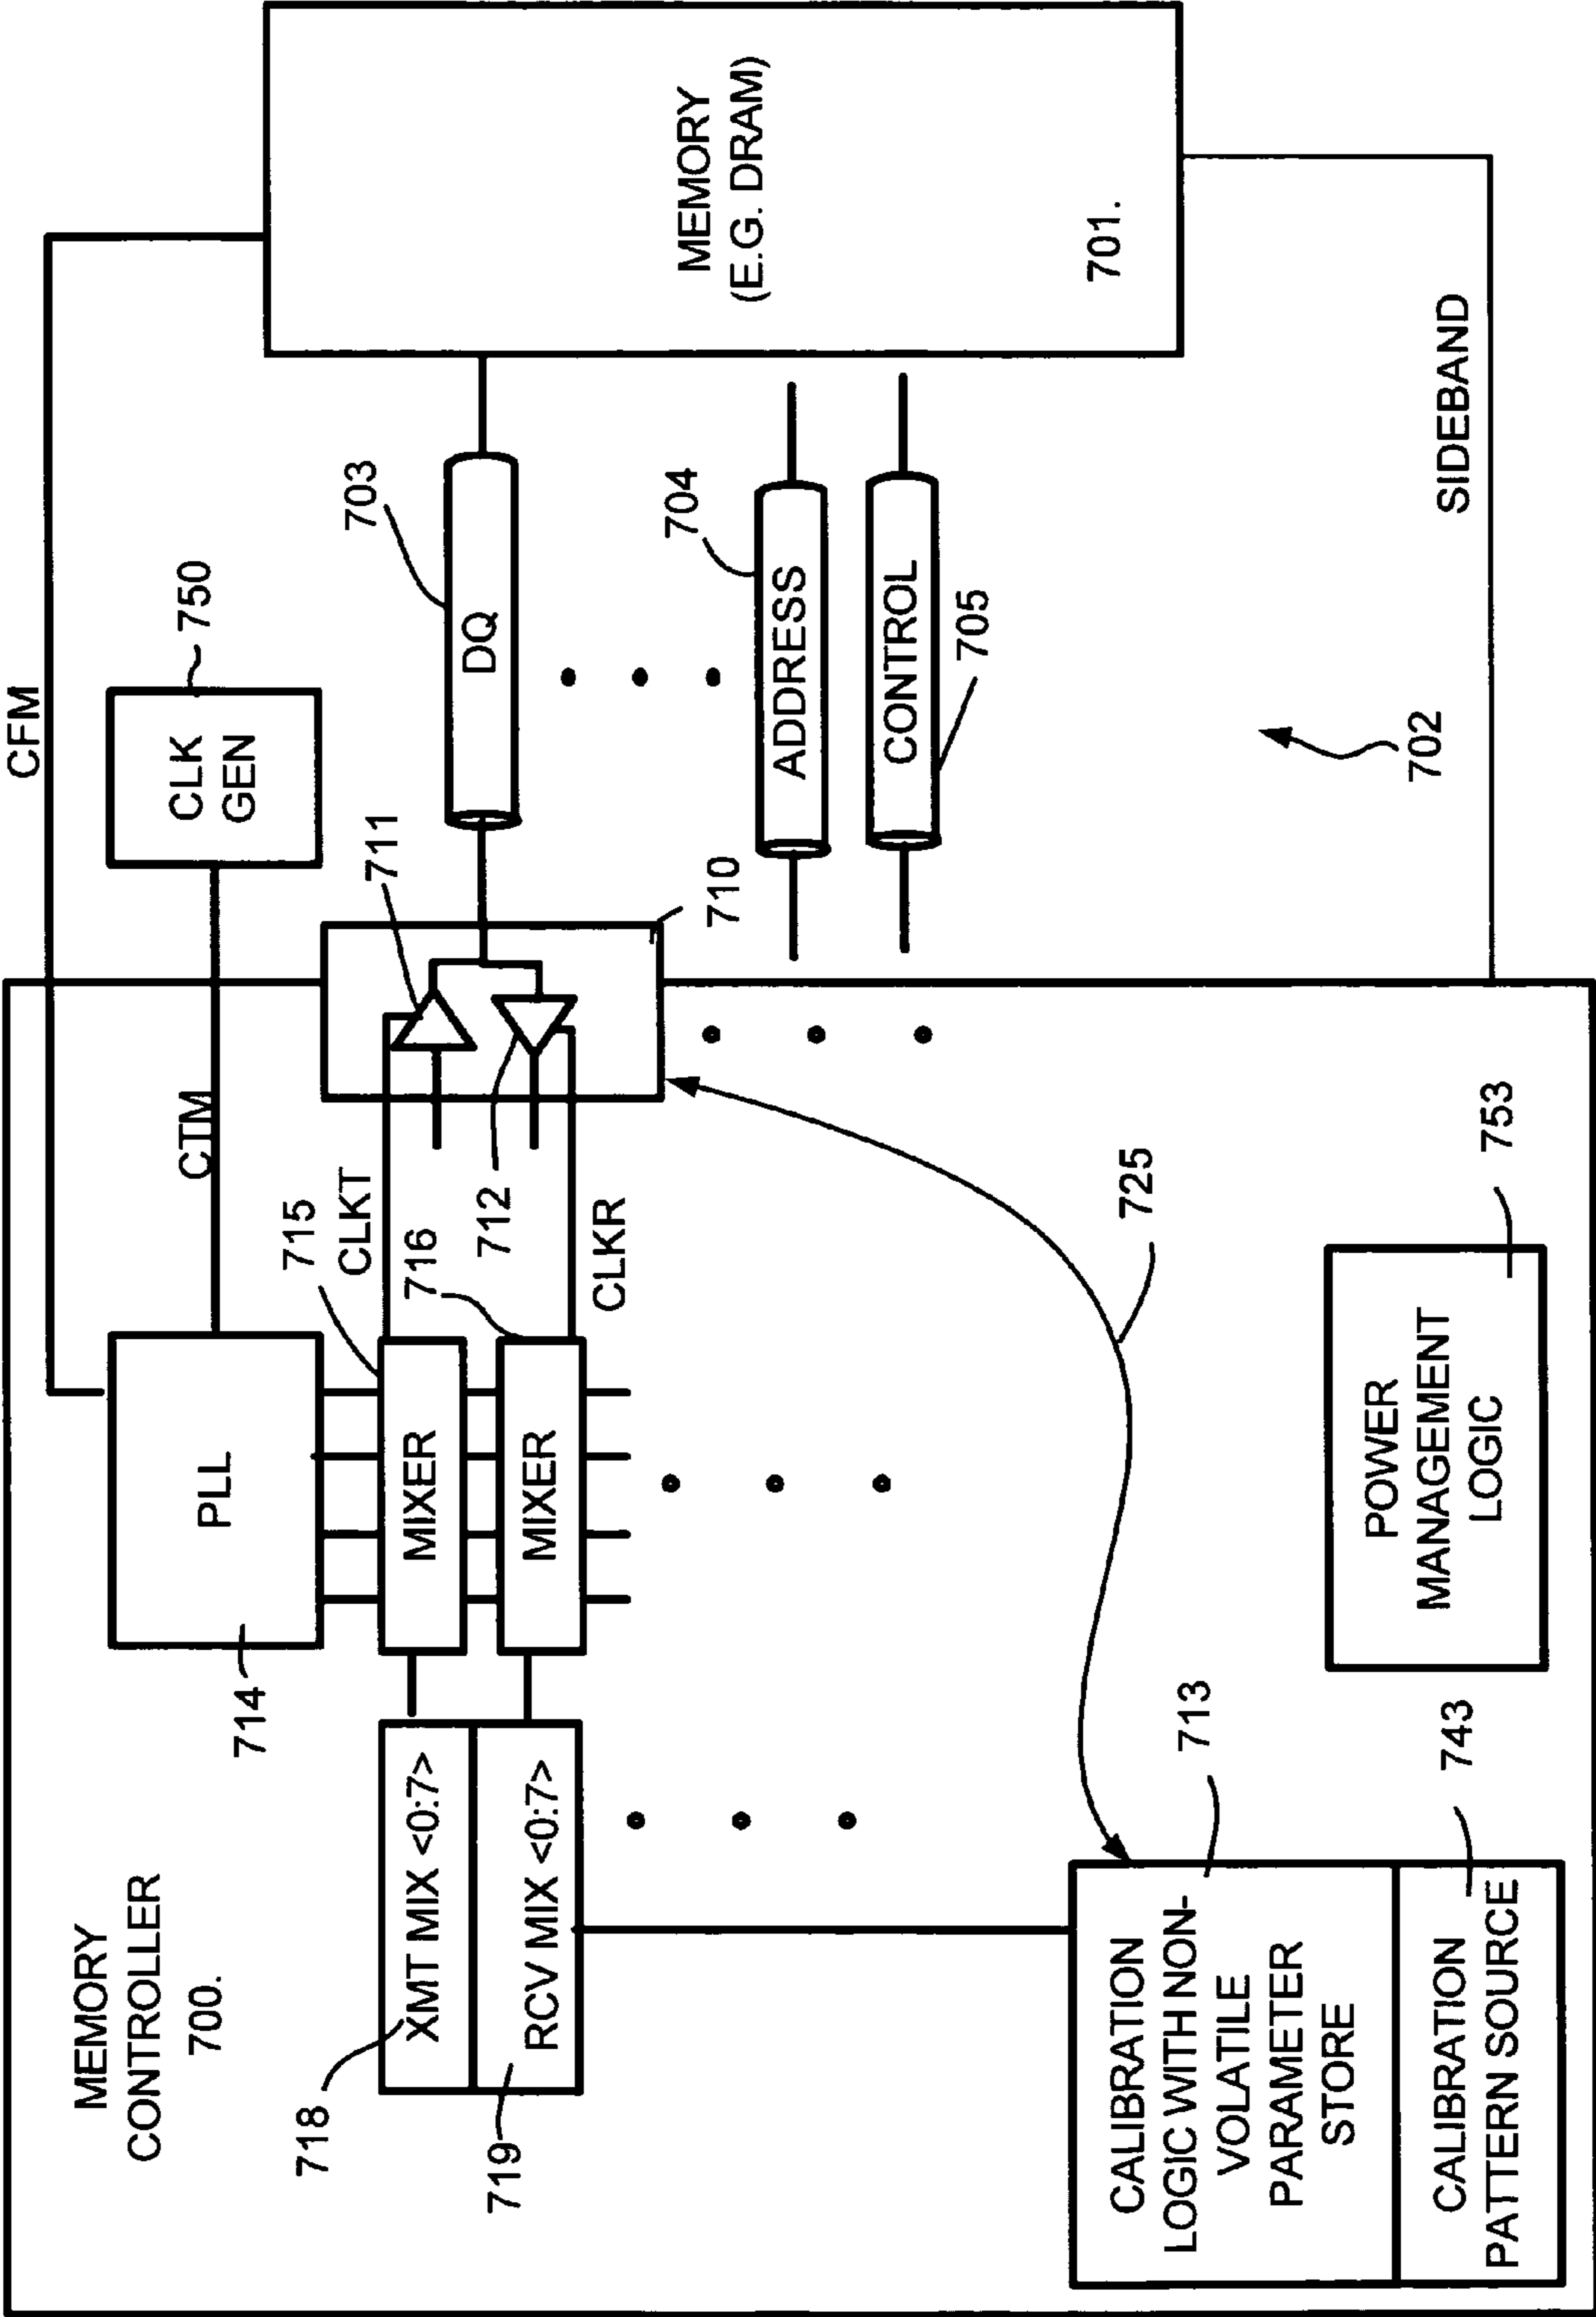 MEMORY
CONTROLLER
700.
PLL
714
CTM
CFM
CLK
GEN
750
MEMORY
(E.G. DRAM)
701.
XMT MIX <0:7>
RCV MIX <0:7>
718
719
MIXER
MIXER
715
CLKT
716
712
CLKR
711
710
DQ
703
ADDRESS
704
CONTROL
705
702
SIDEBAND
725
CALIBRATION
LOGIC WITH NON-
VOLATILE
PARAMETER
STORE
713
CALIBRATION
PATTERN SOURCE
743
POWER
MANAGEMENT
LOGIC
753